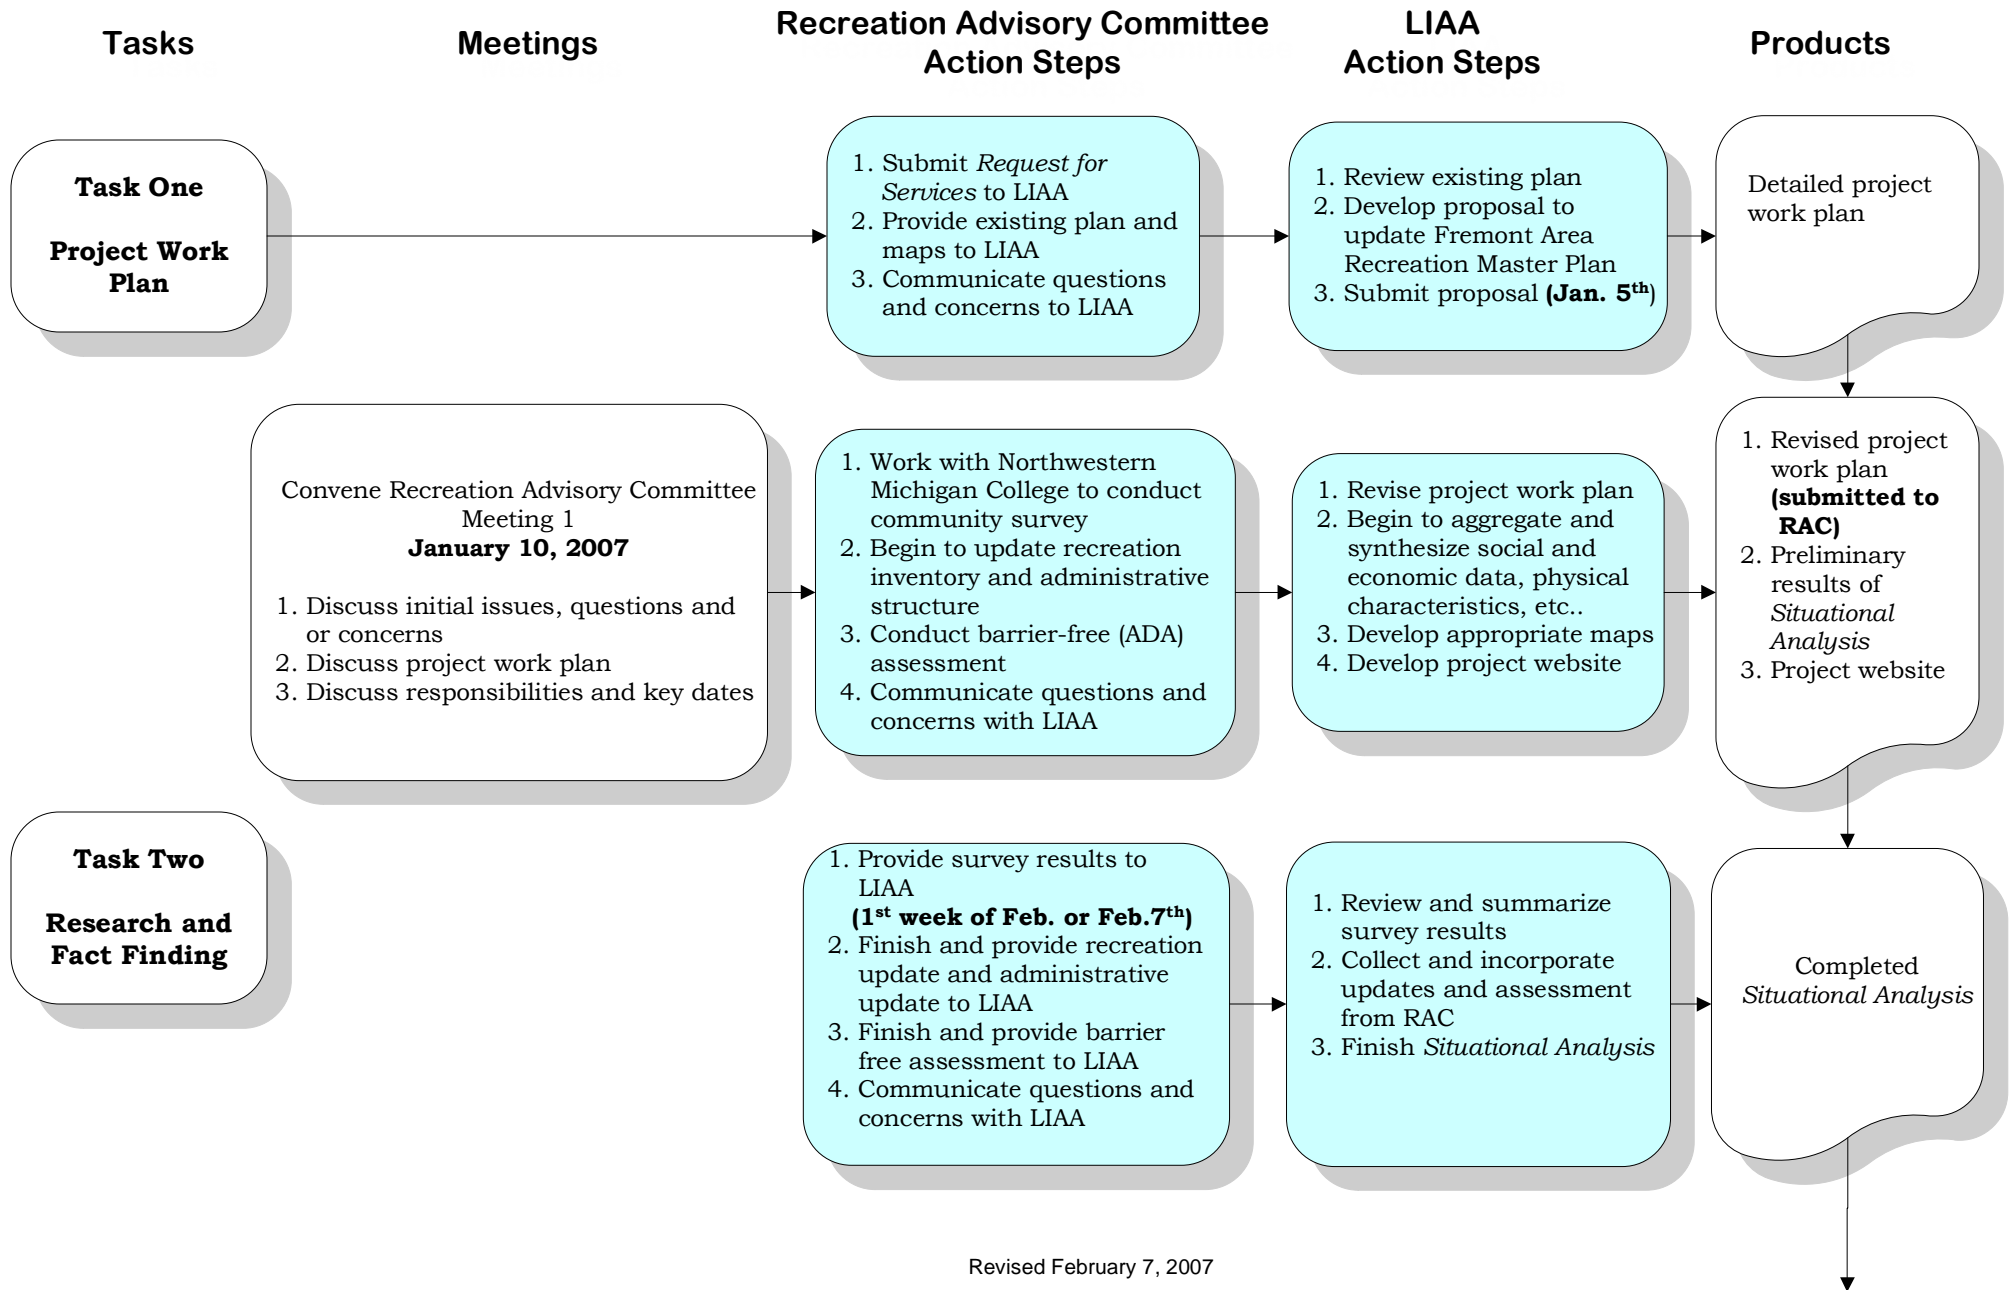 Tasks
Meetings
Recreation Advisory Committee
Action Steps
LIAA
Action Steps
Products
Task One
Project Work
Plan
1. Submit Request for
Services to LIAA
2. Provide existing plan and
maps to LIAA
3. Communicate questions
and concerns to LIAA
1. Review existing plan
2. Develop proposal to
update Fremont Area
Recreation Master Plan
3. Submit proposal (Jan. 5th)
Detailed project
work plan
Convene Recreation Advisory Committee
Meeting 1
January 10, 2007
1. Discuss initial issues, questions and
or concerns
2. Discuss project work plan
3. Discuss responsibilities and key dates
1. Work with Northwestern
Michigan College to conduct
community survey
2. Begin to update recreation
inventory and administrative
structure
3. Conduct barrier-free (ADA)
assessment
4. Communicate questions and
concerns with LIAA
1. Revise project work plan
2. Begin to aggregate and
synthesize social and
economic data, physical
characteristics, etc..
3. Develop appropriate maps
4. Develop project website
1. Revised project
work plan
(submitted to
RAC)
2. Preliminary
results of
Situational
Analysis
3. Project website
Task Two
Research and
Fact Finding
1. Provide survey results to
LIAA
(1st week of Feb. or Feb.7th)
2. Finish and provide recreation
update and administrative
update to LIAA
3. Finish and provide barrier
free assessment to LIAA
4. Communicate questions and
concerns with LIAA
1. Review and summarize
survey results
2. Collect and incorporate
updates and assessment
from RAC
3. Finish Situational Analysis
Completed
Situational Analysis
Revised February 7, 2007